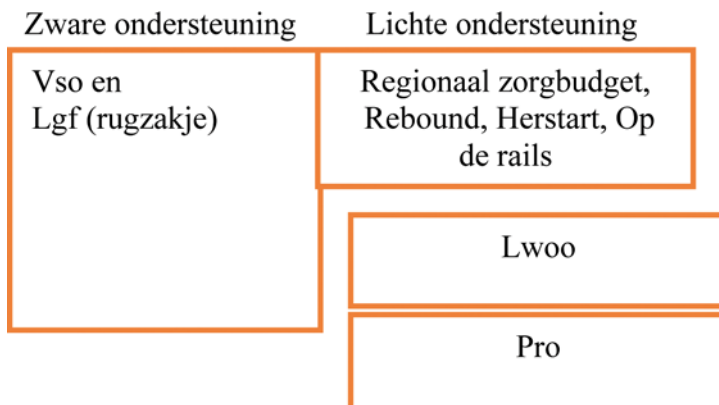 Zware ondersteuning
Lichte ondersteuning
Vso en
Lgf (rugzakje)
Regionaal zorgbudget,
Rebound, Herstart, Op
de rails
Lwoo
Pro